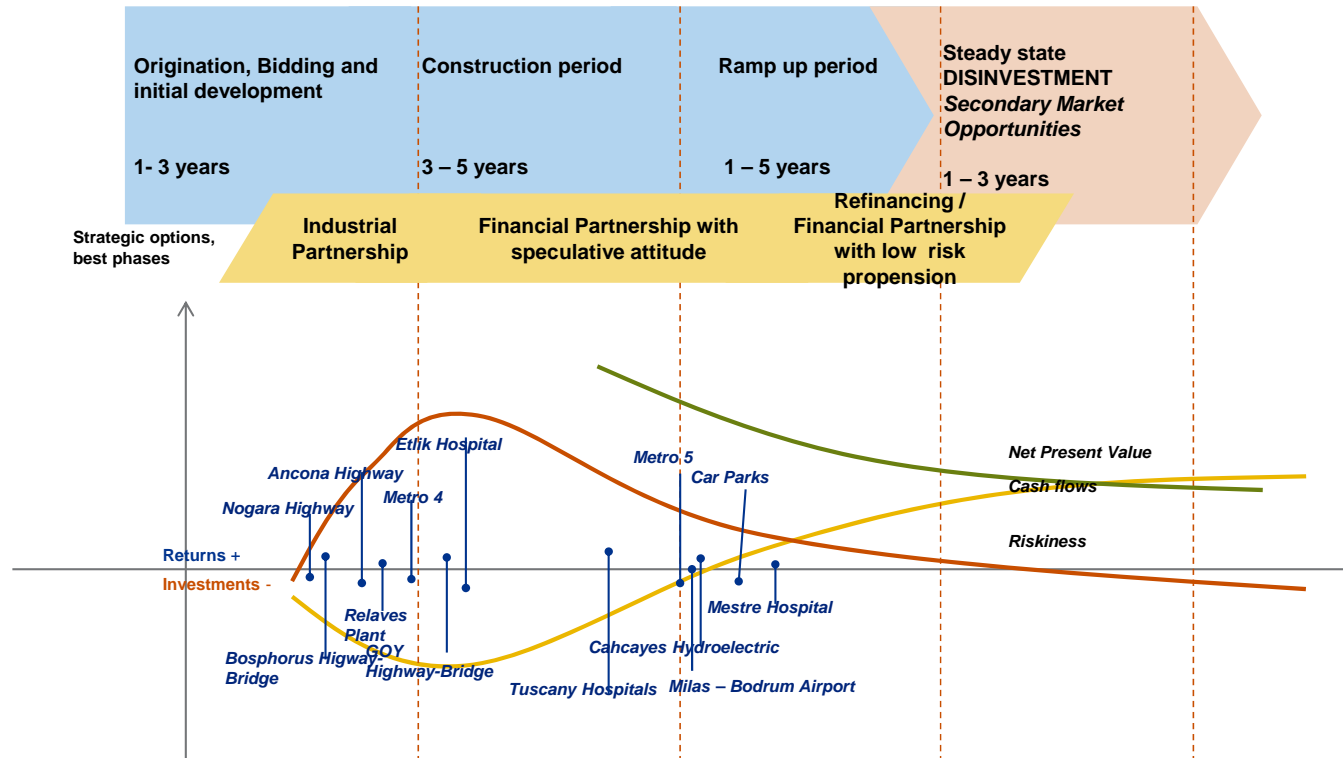 Origination, Bidding and
initial development
1- 3 years
Construction period
3 – 5 years
Ramp up period
1 – 5 years
Steady state
DISINVESTMENT
Secondary Market
Opportunities
1 – 3 years
Strategic options,
best phases
Industrial
Partnership
Financial Partnership with
speculative attitude
Refinancing /
Financial Partnership
with low risk
propension
Etlik Hospital
Ancona Highway
Metro 4
Nogara Highway
Metro 5
Car Parks
Net Present Value
Cash flows
Riskiness
Returns +
Investments -
Relaves
Plant
Bosphorus Higway-
Bridge
GOY
Highway-Bridge
Mestre Hospital
Cahcayes Hydroelectric
Tuscany Hospitals
Milas – Bodrum Airport